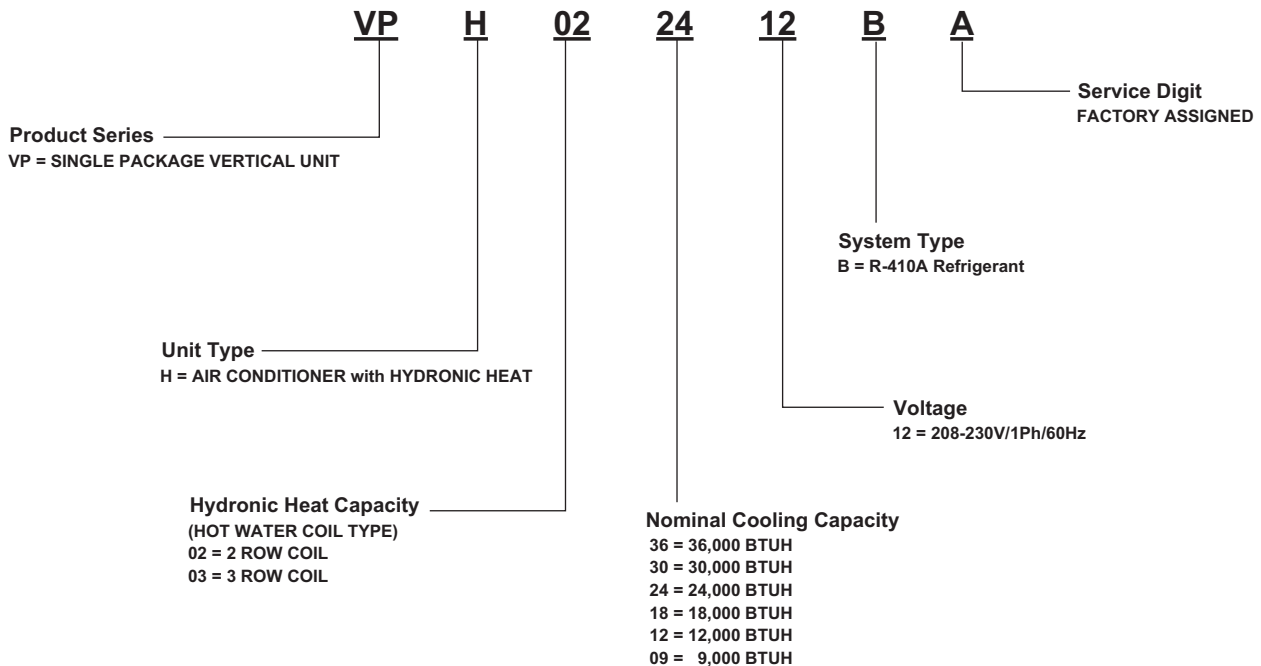 VP H 02 24 12 B A
Service Digit
FACTORY ASSIGNED
Product Series
VP = SINGLE PACKAGE VERTICAL UNIT
System Type
B = R-410A Refrigerant
Unit Type
H = AIR CONDITIONER with HYDRONIC HEAT
Voltage
12 = 208-230V/1Ph/60Hz
Hydronic Heat Capacity
(HOT WATER COIL TYPE)
02 = 2 ROW COIL
03 = 3 ROW COIL
Nominal Cooling Capacity
36 = 36,000 BTUH
30 = 30,000 BTUH
24 = 24,000 BTUH
18 = 18,000 BTUH
12 = 12,000 BTUH
09 = 9,000 BTUH